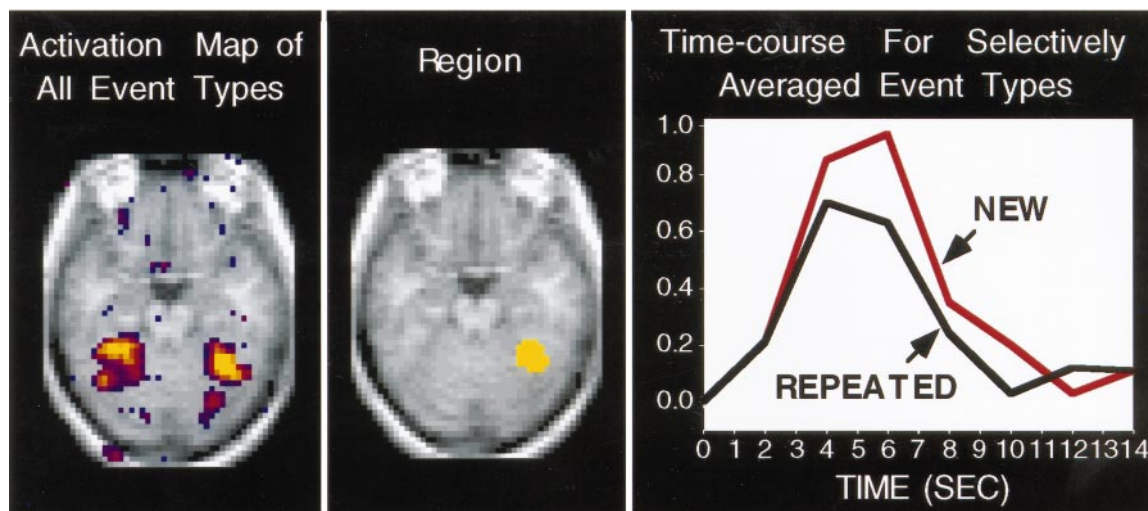 Activation Map of
All Event Types
Region
Time-course For Selectively
Averaged Event Types
1.0
0.8
0.6
0.4
0.2
0.0
NEW
REPEATED
0 1 2 3 4 5 6 7 8 9 10 11 12 13 14
TIME (SEC)